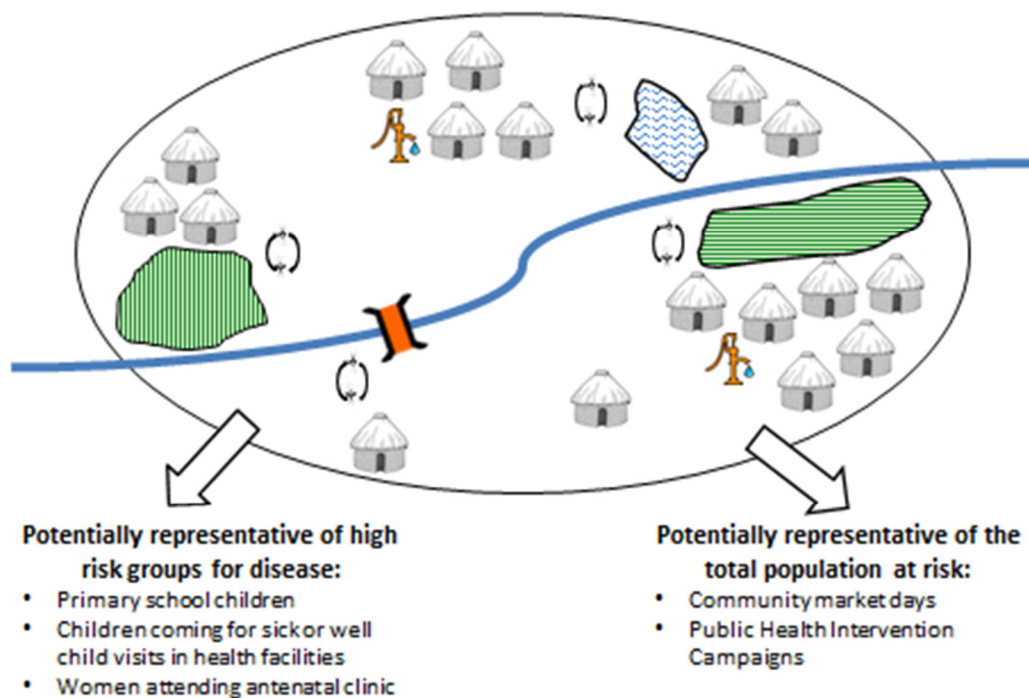 Potentially representative of high
risk groups for disease:
• Primary school children
• Children coming for sick or well
child visits in health facilities
• Women attending antenatal clinic
Potentially representative of the
total population at risk:
• Community market days
• Public Health Intervention
Campaigns